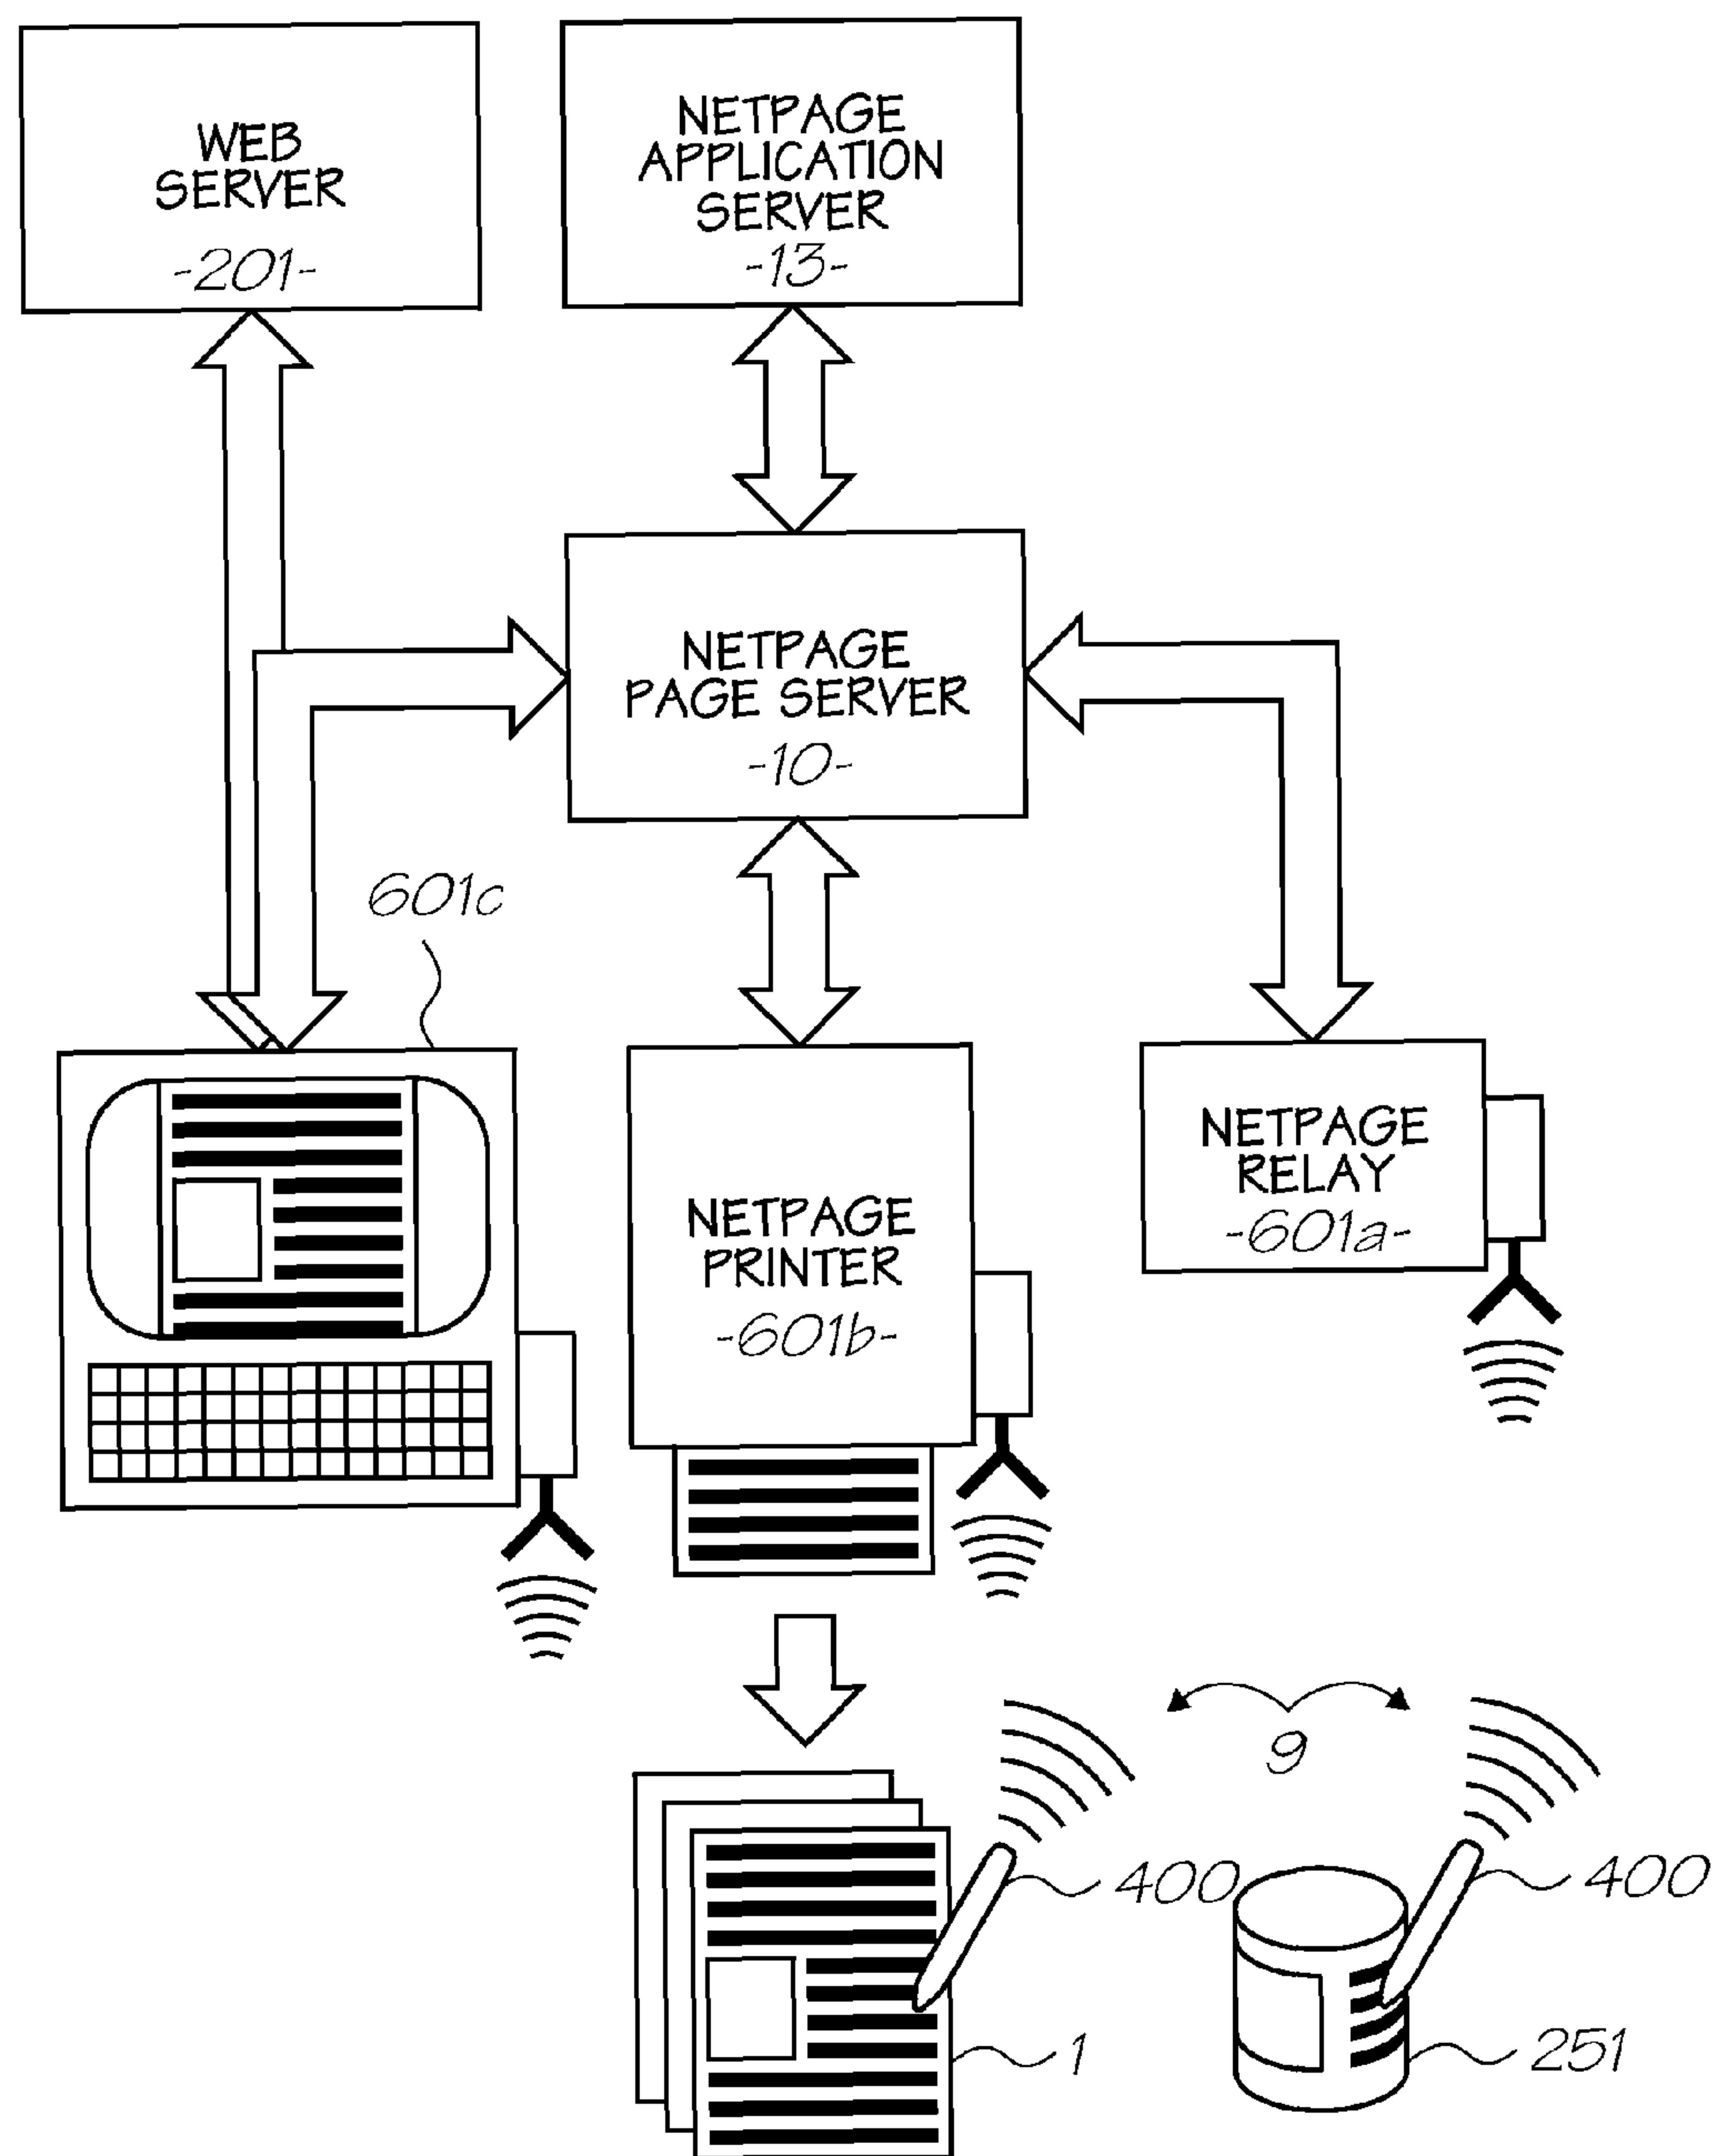 WEB
SERVER
-201-
NETPAGE
APPLICATION
SERVER
-13-
NETPAGE
PAGE SERVER
-10-
601c
NETPAGE
PRINTER
-601b-
NETPAGE
RELAY
-601a-
9
400
400
1
251